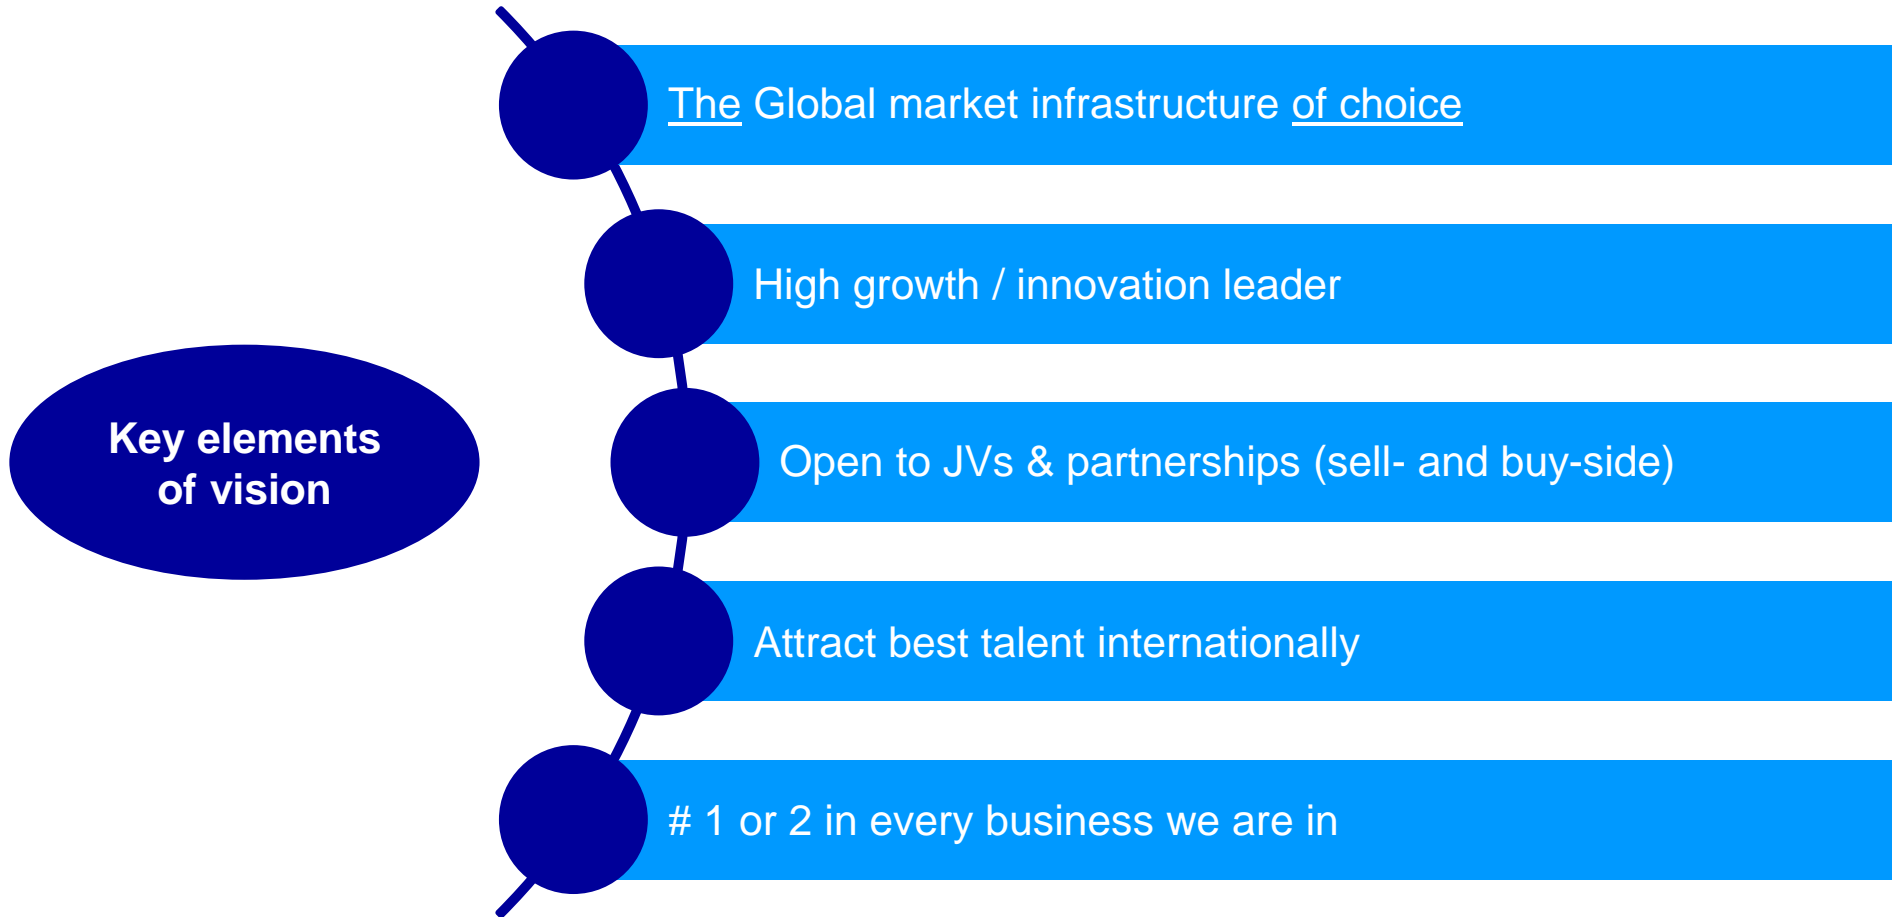 Key elements
of vision
The Global market infrastructure of choice
High growth / innovation leader
Open to JVs & partnerships (sell- and buy-side)
Attract best talent internationally
# 1 or 2 in every business we are in